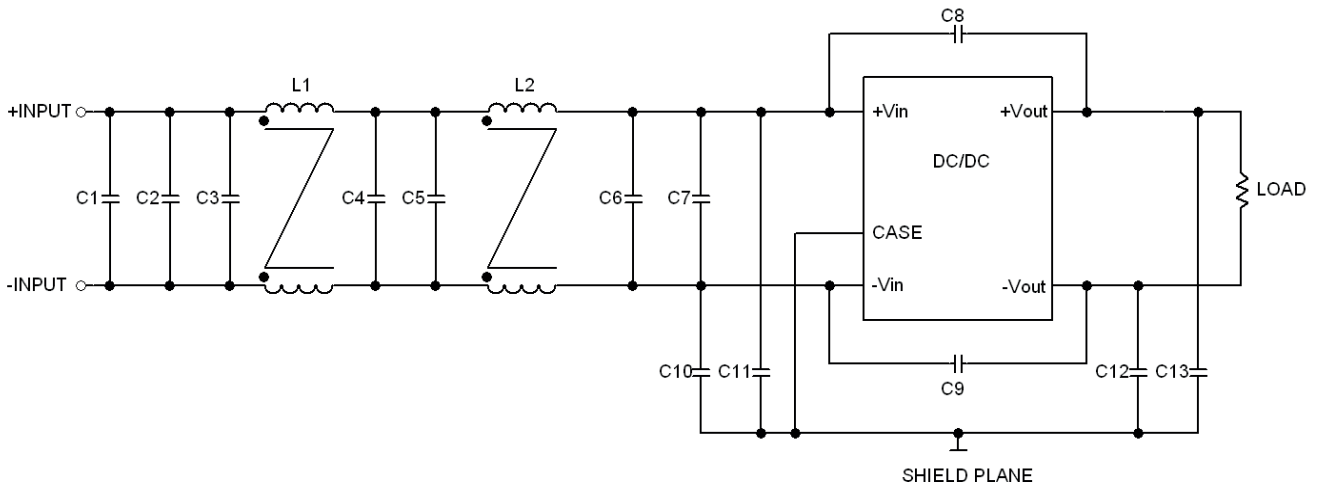 C8
L1
L2
+INPUT
+Vin
+Vout
DC/DC
C1
C2
C3
C4
C5
C6
C7
LOAD
CASE
-INPUT
-Vin
-Vout
C10
C11
C9
C12
C13
SHIELD PLANE